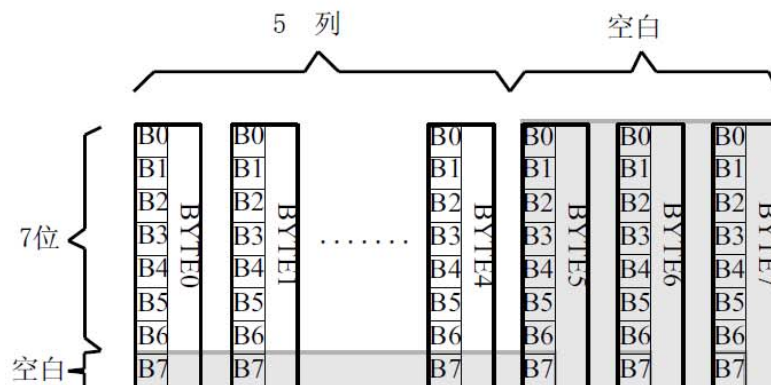 5 列 空白
B0 B0 B0 B0 B0 B0
B1 B1 B1 B1 B1 B1
B2 B2 B2 B2 B2 B2
7位 B3 B3 ....... B3 B3 B3 B3
B4 B4 B4 B4 B4 B4
B5 B5 B5 B5 B5 B5
B6 B6 B6 B6 B6 B6
空白 B7 B7 B7 B7 B7 B7
BYTE0
BYTE1
BYTE4
BYTE5
BYTE6
BYTE7